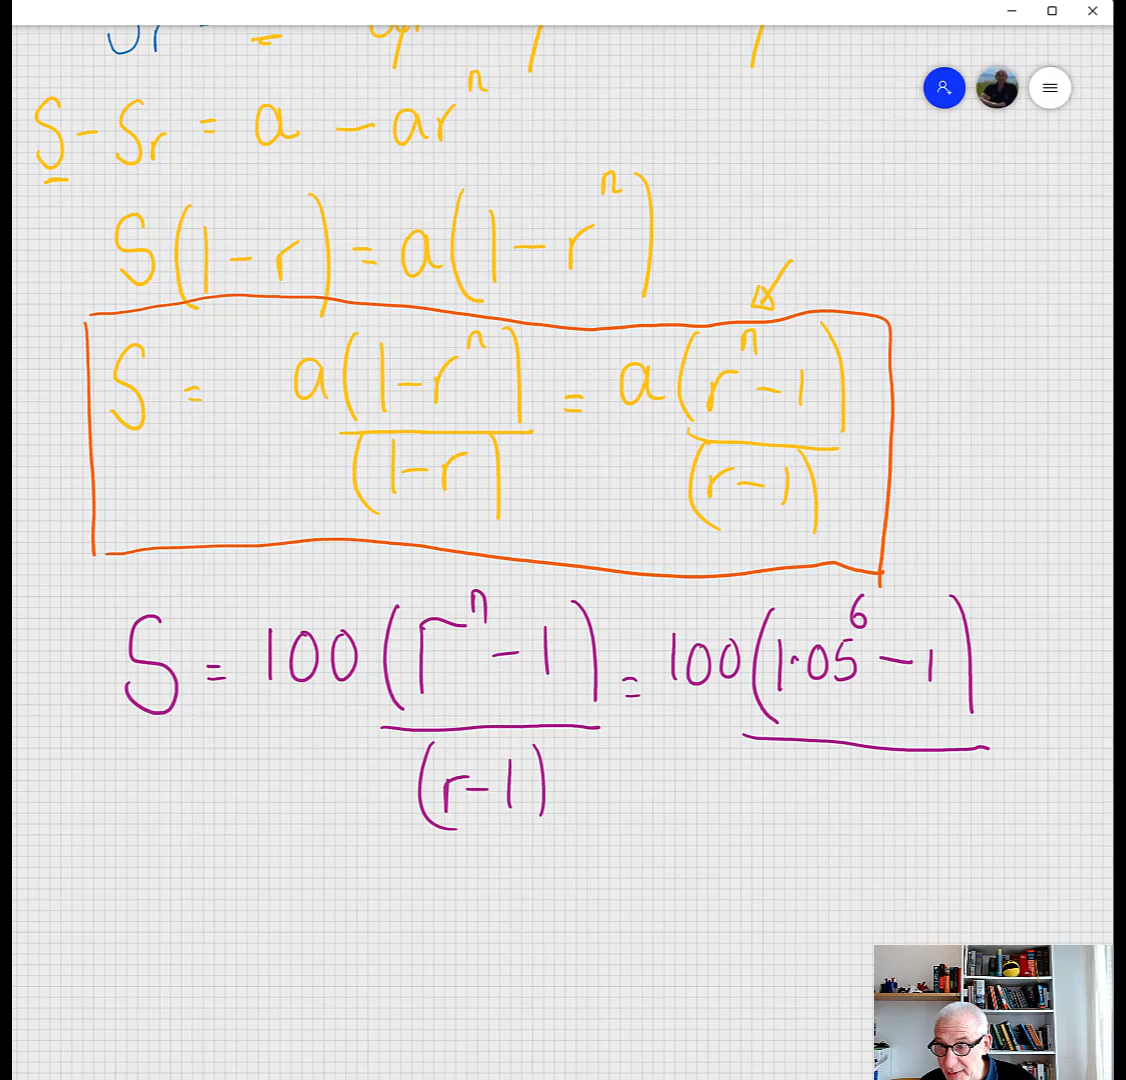 S - Sr = a - arⁿ
S(1 - r) = a(1 - rⁿ)
S = a(1 - rⁿ)/(1 - r) = a(rⁿ - 1)/(r - 1)
S = 100(rⁿ - 1)/(r - 1) = 100(1·05⁶ - 1)